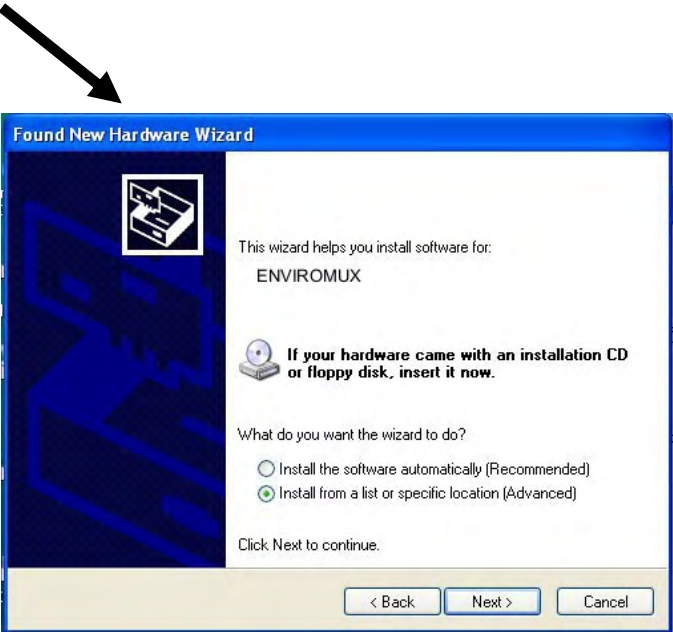 Found New Hardware Wizard
This wizard helps you install software for:
ENVIROMUX
If your hardware came with an installation CD
or floppy disk, insert it now.
What do you want the wizard to do?
Install the software automatically (Recommended)
Install from a list or specific location (Advanced)
Click Next to continue.
< Back
Next >
Cancel